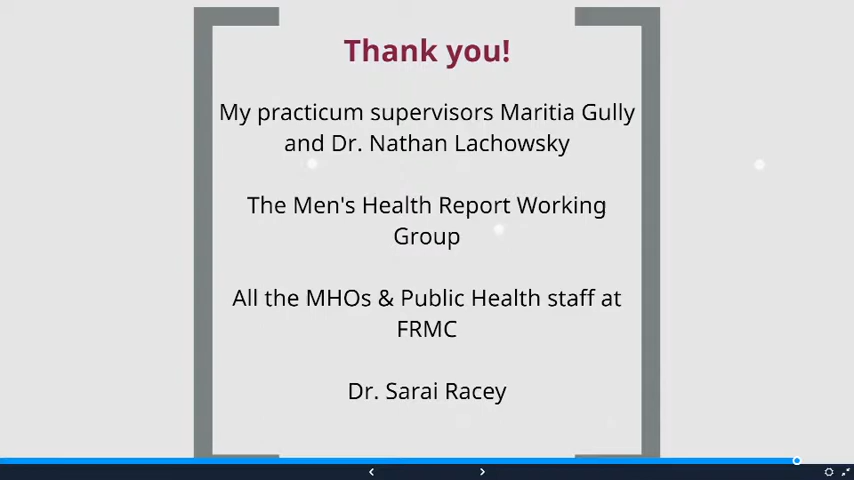 Thank you!
My practicum supervisors Maritia Gully
and Dr. Nathan Lachowsky
The Men's Health Report Working
Group
All the MHOs & Public Health staff at
FRMC
Dr. Sarai Racey